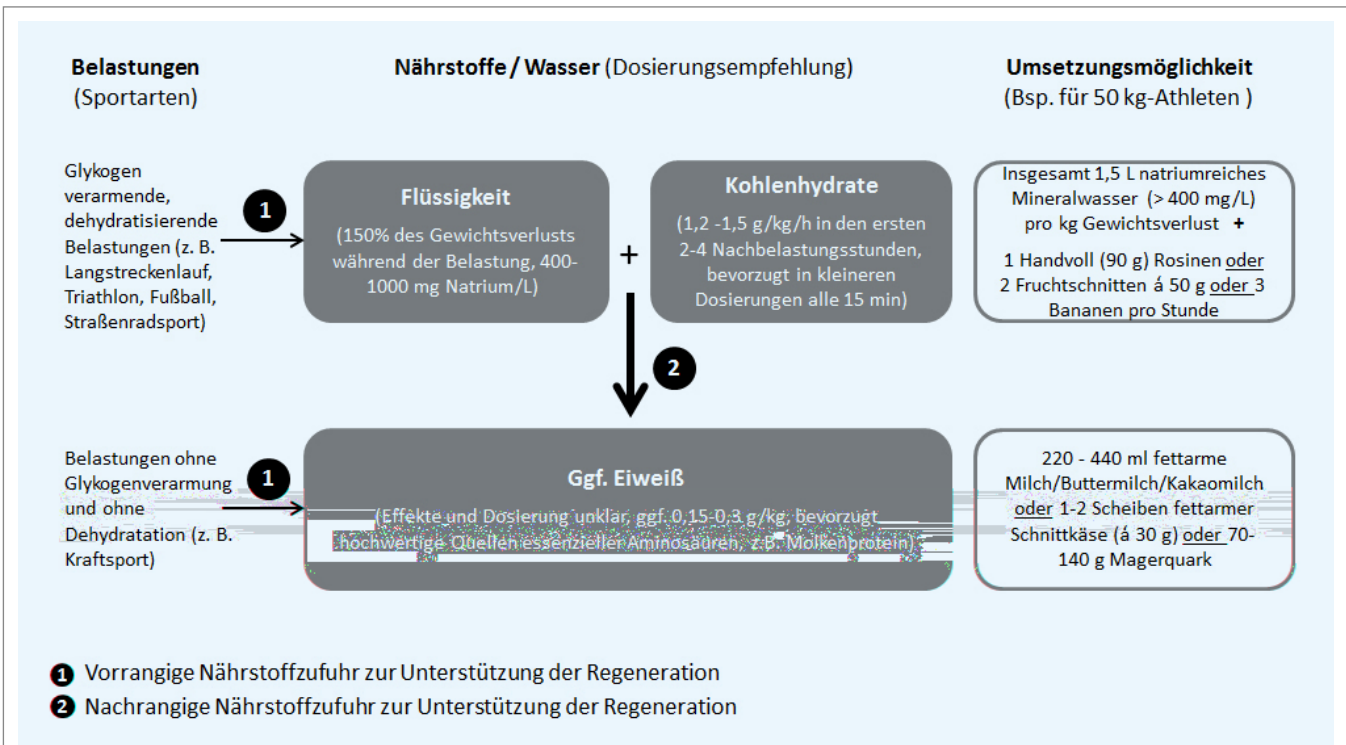 Belastungen
(Sportarten)
Nährstoffe / Wasser (Dosierungsempfehlung)
Umsetzungsmöglichkeit
(Bsp. für 50 kg-Athleten )
Glykogen
verarmende,
dehydratisierende
Belastungen (z. B.
Langstreckenlauf,
Triathlon, Fußball,
Straßenradsport)
1
Flüssigkeit
(150% des Gewichtsverlusts
während der Belastung, 400-
1000 mg Natrium/L)
+
Kohlenhydrate
(1,2 -1,5 g/kg/h in den ersten
2-4 Nachbelastungsstunden,
bevorzugt in kleineren
Dosierungen alle 15 min)
Insgesamt 1,5 L natriumreiches
Mineralwasser (> 400 mg/L)
pro kg Gewichtsverlust +
1 Handvoll (90 g) Rosinen oder
2 Fruchtschnitten á 50 g oder 3
Bananen pro Stunde
2
Belastungen ohne
Glykogenverarmung
und ohne
Dehydratation (z. B.
Kraftsport)
1
Ggf. Eiweiß
(Effekte und Dosierung unklar, ggf. 0,15-0,3 g/kg, bevorzugt
hochwertige Quellen essenzieller Aminosäuren, z.B. Molkenprotein)
220 - 440 ml fettarme
Milch/Buttermilch/Kakaomilch
oder 1-2 Scheiben fettarmer
Schnittkäse (á 30 g) oder 70-
140 g Magerquark
1 Vorrangige Nährstoffzufuhr zur Unterstützung der Regeneration
2 Nachrangige Nährstoffzufuhr zur Unterstützung der Regeneration